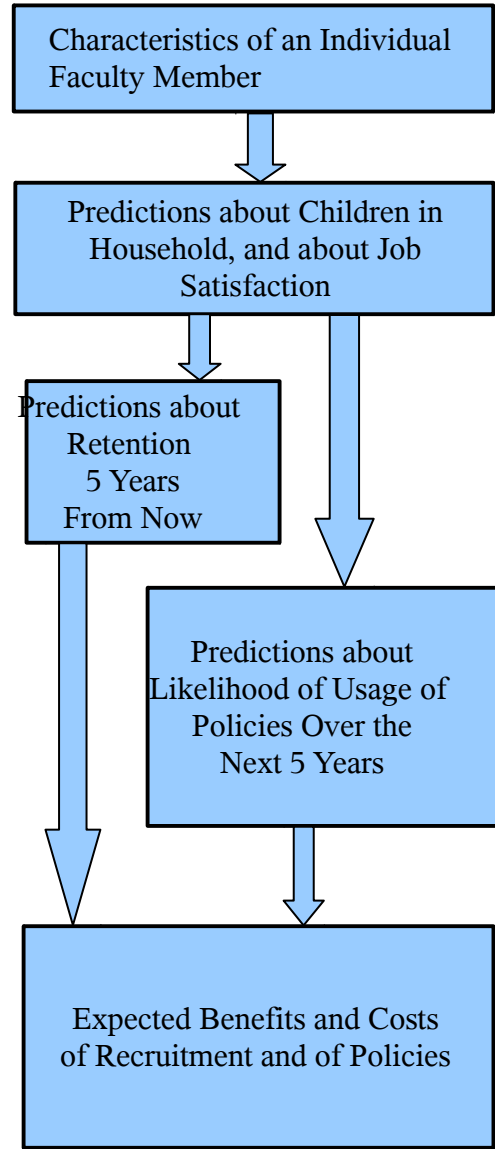 Characteristics of an Individual
Faculty Member
Predictions about Children in
Household, and about Job
Satisfaction
Predictions about
Retention
5 Years
From Now
Predictions about
Likelihood of Usage of
Policies Over the
Next 5 Years
Expected Benefits and Costs
of Recruitment and of Policies